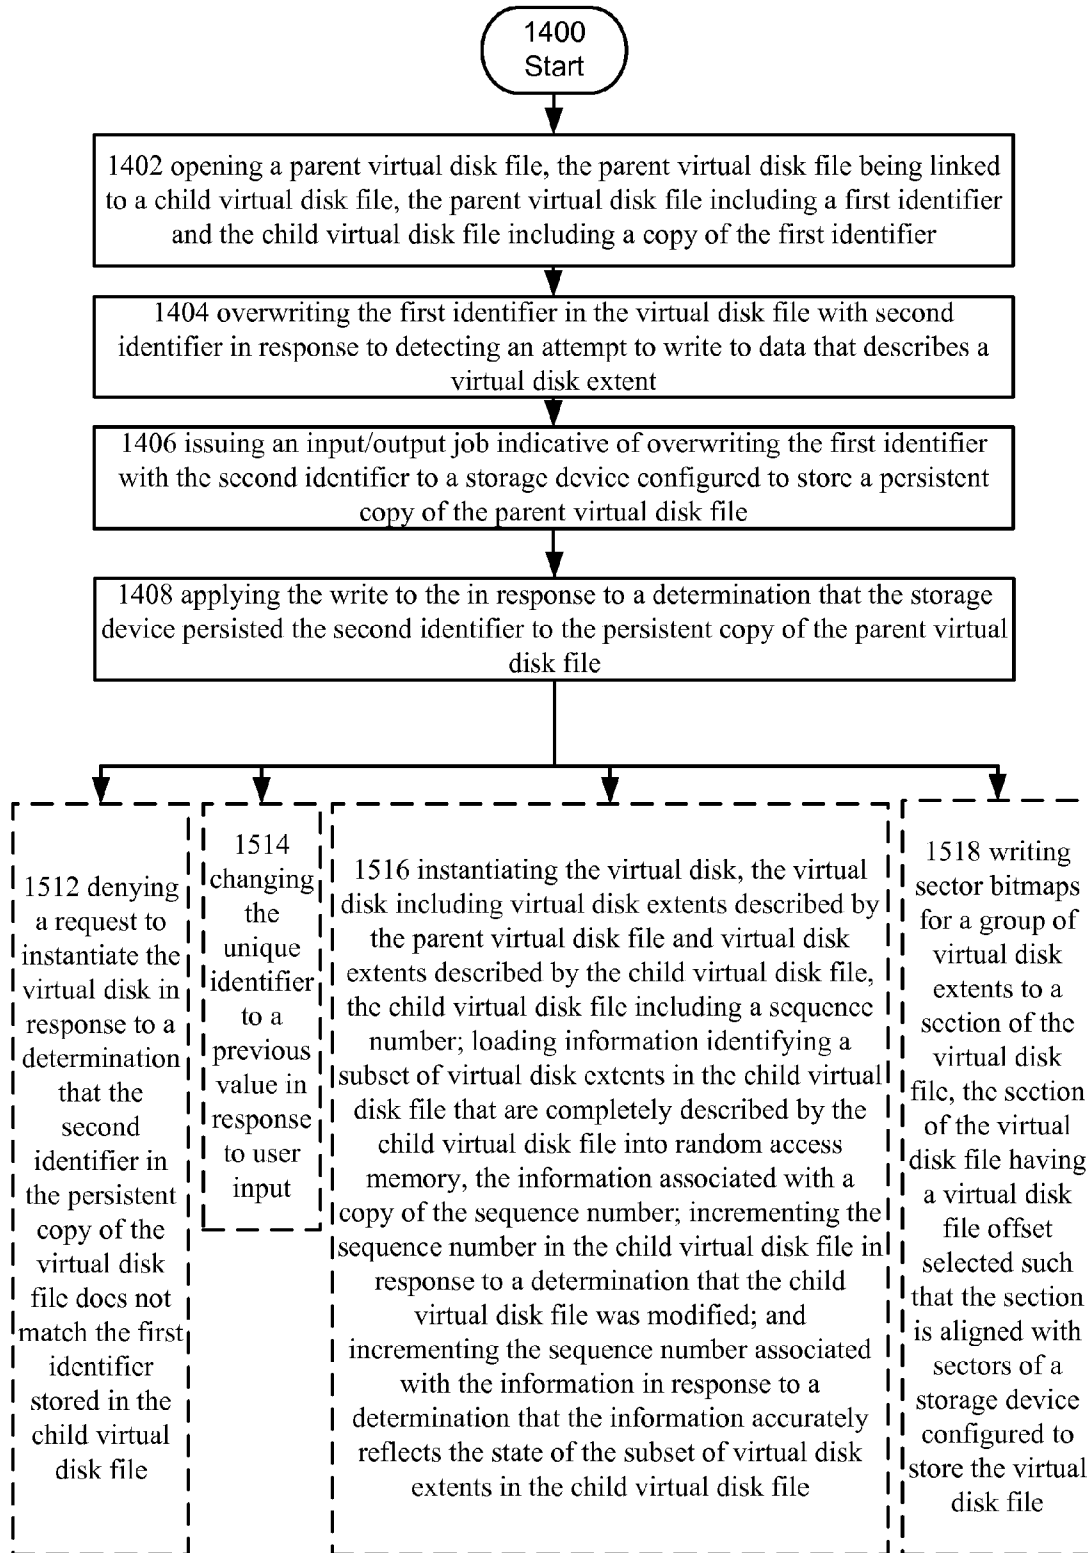 1400
Start
1402 opening a parent virtual disk file, the parent virtual disk file being linked
to a child virtual disk file, the parent virtual disk file including a first identifier
and the child virtual disk file including a copy of the first identifier
1404 overwriting the first identifier in the virtual disk file with second
identifier in response to detecting an attempt to write to data that describes a
virtual disk extent
1406 issuing an input/output job indicative of overwriting the first identifier
with the second identifier to a storage device configured to store a persistent
copy of the parent virtual disk file
1408 applying the write to the in response to a determination that the storage
device persisted the second identifier to the persistent copy of the parent virtual
disk file
1512 denying
a request to
instantiate the
virtual disk in
response to a
determination
that the
second
identifier in
the persistent
copy of the
virtual disk
file does not
match the first
identifier
stored in the
child virtual
disk file
1514
changing
the
unique
identifier
to a
previous
value in
response
to user
input
1516 instantiating the virtual disk, the virtual
disk including virtual disk extents described by
the parent virtual disk file and virtual disk
extents described by the child virtual disk file,
the child virtual disk file including a sequence
number; loading information identifying a
subset of virtual disk extents in the child virtual
disk file that are completely described by the
child virtual disk file into random access
memory, the information associated with a
copy of the sequence number; incrementing the
sequence number in the child virtual disk file in
response to a determination that the child
virtual disk file was modified; and
incrementing the sequence number associated
with the information in response to a
determination that the information accurately
reflects the state of the subset of virtual disk
extents in the child virtual disk file
1518 writing
sector bitmaps
for a group of
virtual disk
extents to a
section of the
virtual disk
file, the section
of the virtual
disk file having
a virtual disk
file offset
selected such
that the section
is aligned with
sectors of a
storage device
configured to
store the virtual
disk file